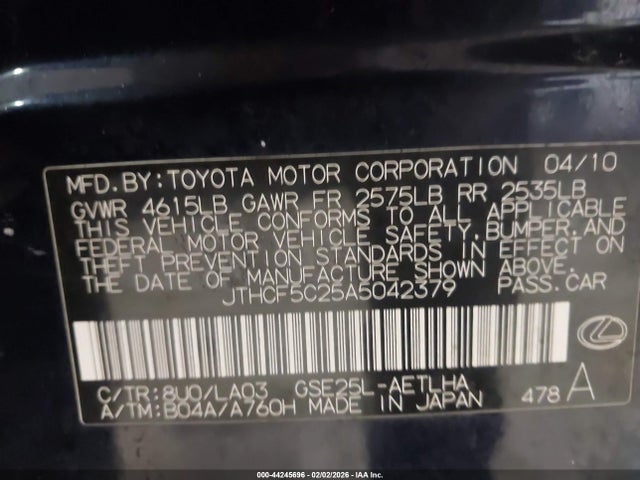 MFD. BY: TOYOTA MOTOR CORPORATION 04/10
GVWR 4615LB GAWR FR 2575LB RR 2535LB
THIS VEHICLE CONFORMS TO ALL APPLICABLE
FEDERAL MOTOR VEHICLE SAFETY, BUMPER, AND
THEFT PREVENTION STANDARDS IN EFFECT ON
THE DATE OF MANUFACTURE SHOWN ABOVE.
JTHCF5C25A5042379 PASS. CAR
C/TR: 8U0/LA03 GSE25L-AETLHA
A/TM: B04A/A760H MADE IN JAPAN 478 A
000-44245696 - 02/02/2026 - IAA Inc.